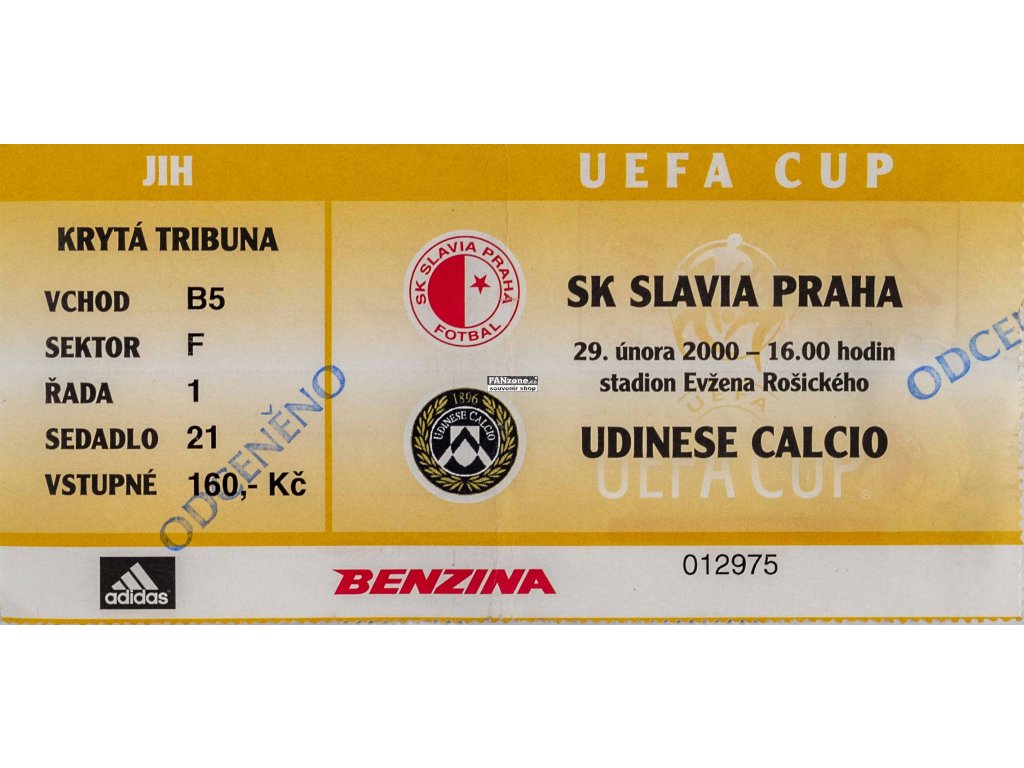 JIH
KRYTÁ TRIBUNA
VCHOD B5
SEKTOR F
ŘADA 1
SEDADLO 21
VSTUPNÉ 160,- Kč
ODCENĚNO
adidas
UEFA CUP
SK SLAVIA PRAHA
FOTBAL
FANzone.cz
souvenir shop
1896
UDINESE CALCIO
SK SLAVIA PRAHA
29. února 2000 – 16.00 hodin
stadion Evžena Rošického
UEFA
UDINESE CALCIO
UEFA CUP®
ODCEN
BENZINA
012975